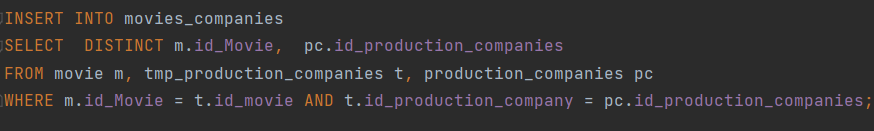 INSERT INTO movies_companies
SELECT  DISTINCT m.id_Movie,  pc.id_production_companies
FROM movie m, tmp_production_companies t, production_companies pc
WHERE m.id_Movie = t.id_movie AND t.id_production_company = pc.id_production_companies;